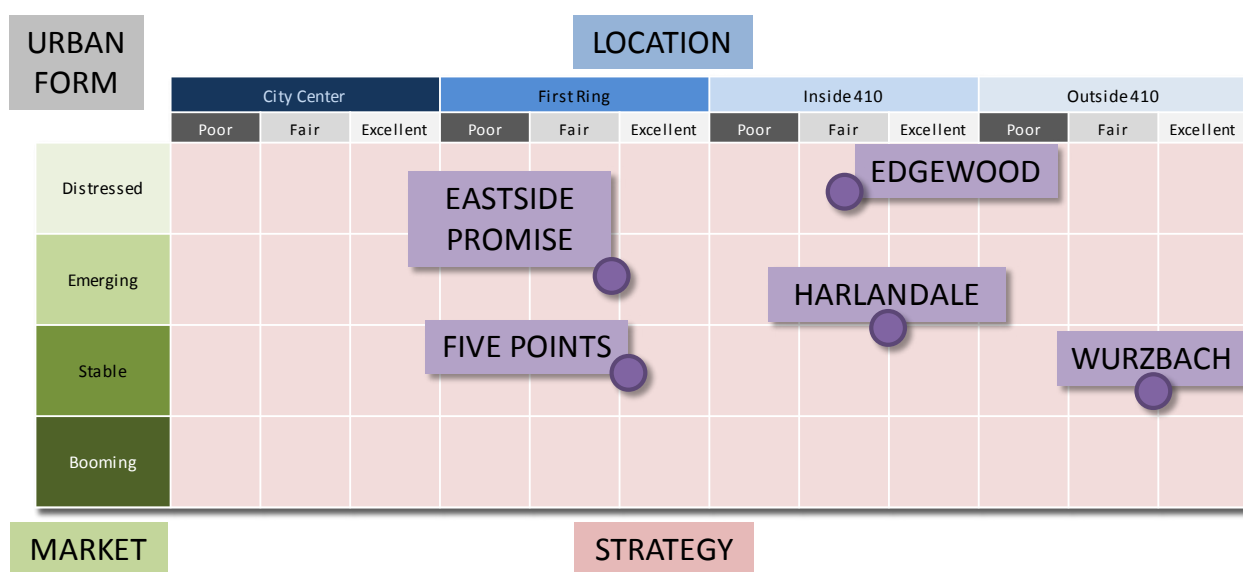 URBAN
FORM
LOCATION
City Center First Ring Inside 410 Outside 410
Poor Fair Excellent Poor Fair Excellent Poor Fair Excellent Poor Fair Excellent
Distressed
EDGEWOOD
EASTSIDE
PROMISE
Emerging
HARLANDALE
FIVE POINTS
Stable
WURZBACH
Booming
MARKET
STRATEGY